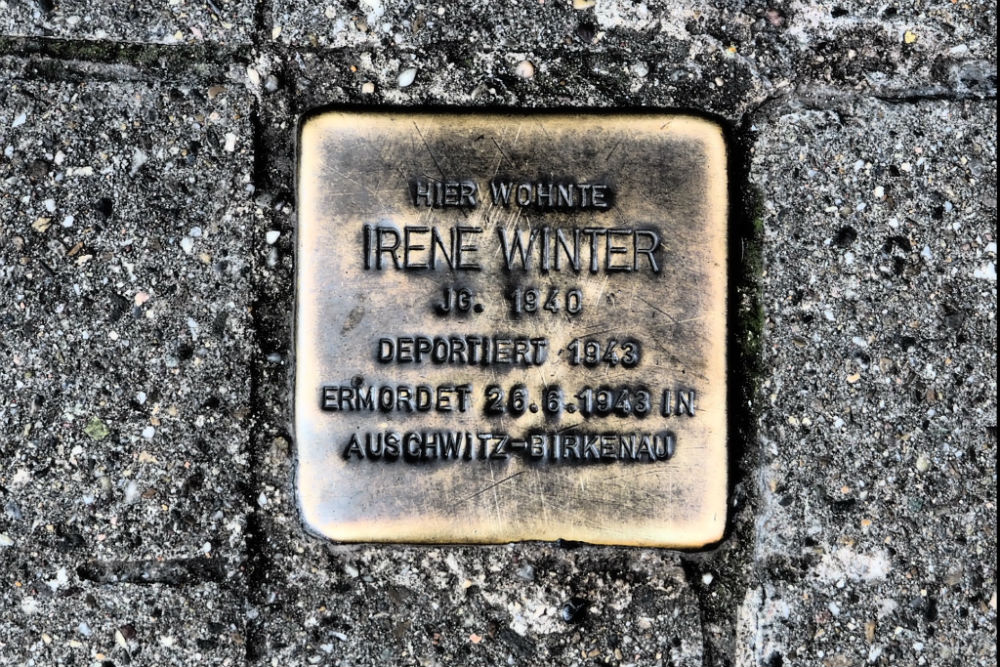 HIER WOHNTE
IRENE WINTER
JG. 1940
DEPORTIERT 1943
ERMORDET 26.6.1943 IN
AUSCHWITZ-BIRKENAU